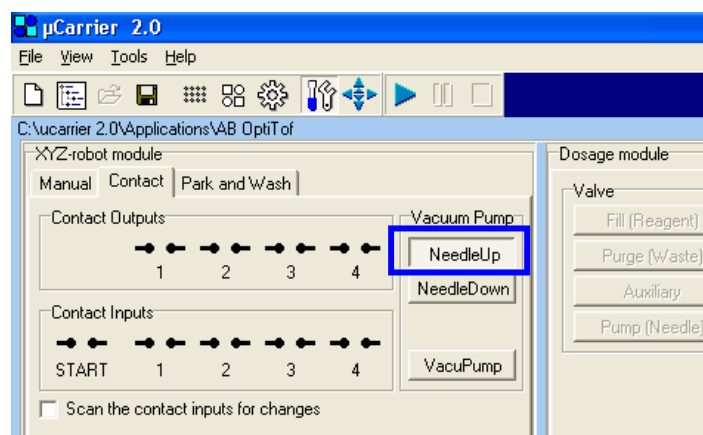 µCarrier 2.0
File View Tools Help
C:\ucarrier 2.0\Applications\AB OptiTof
XYZ-robot module
Manual Contact Park and Wash
Contact Outputs
1 2 3 4
Contact Inputs
START 1 2 3 4
Scan the contact inputs for changes
Vacuum Pump
NeedleUp
NeedleDown
VacuPump
Dosage module
Valve
Fill (Reagent)
Purge (Waste)
Auxiliary
Pump (Needle)